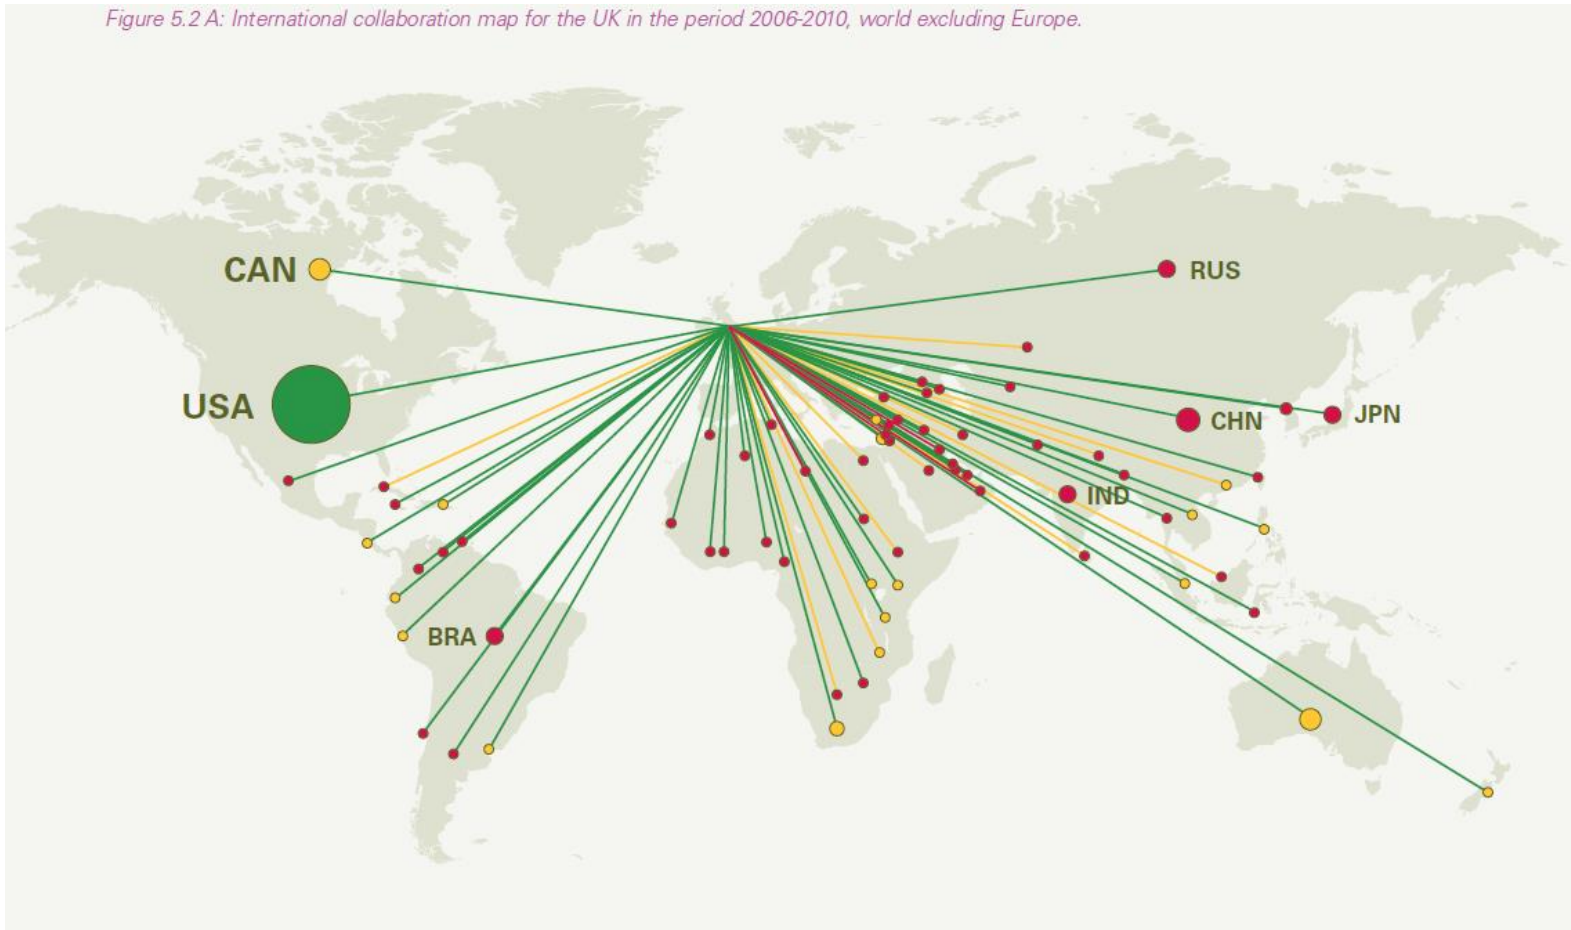 Figure 5.2 A: International collaboration map for the UK in the period 2006-2010, world excluding Europe.
CAN
RUS
USA
CHN
JPN
IND
BRA